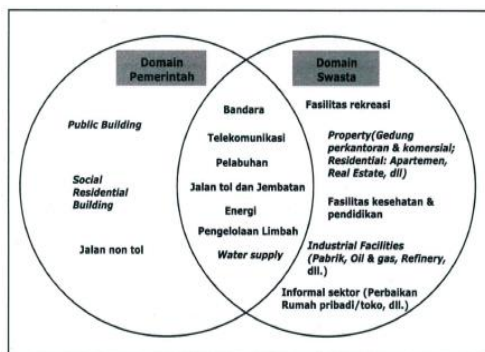 Domain
Pemerintah
Public Building
Social
Residential
Building
Jalan non tol
Bandara
Telekomunikasi
Pelabuhan
Jalan tol dan Jembatan
Energi
Pengelolaan Limbah
Water supply
Domain
Swasta
Fasilitas rekreasi
Property(Gedung
perkantoran & komersial;
Residential: Apartemen,
Real Estate, dll)
Fasilitas kesehatan &
pendidikan
Industrial Facilities
(Pabrik, Oil & gas, Refinery,
dll.)
Informal sektor (Perbaikan
Rumah pribadi/toko, dll.)